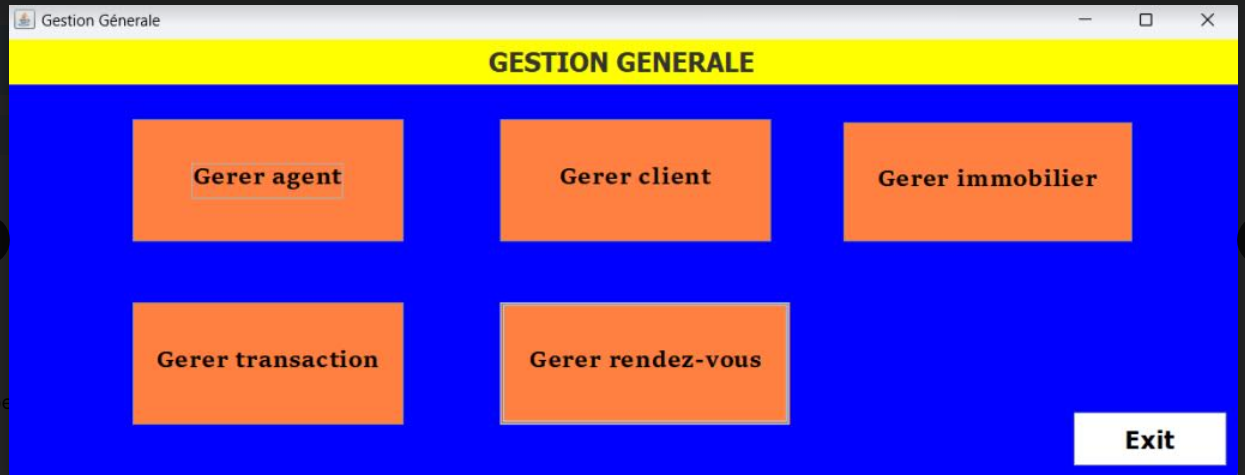 Gestion Génerale
GESTION GENERALE
Gerer agent
Gerer client
Gerer immobilier
Gerer transaction
Gerer rendez-vous
Exit